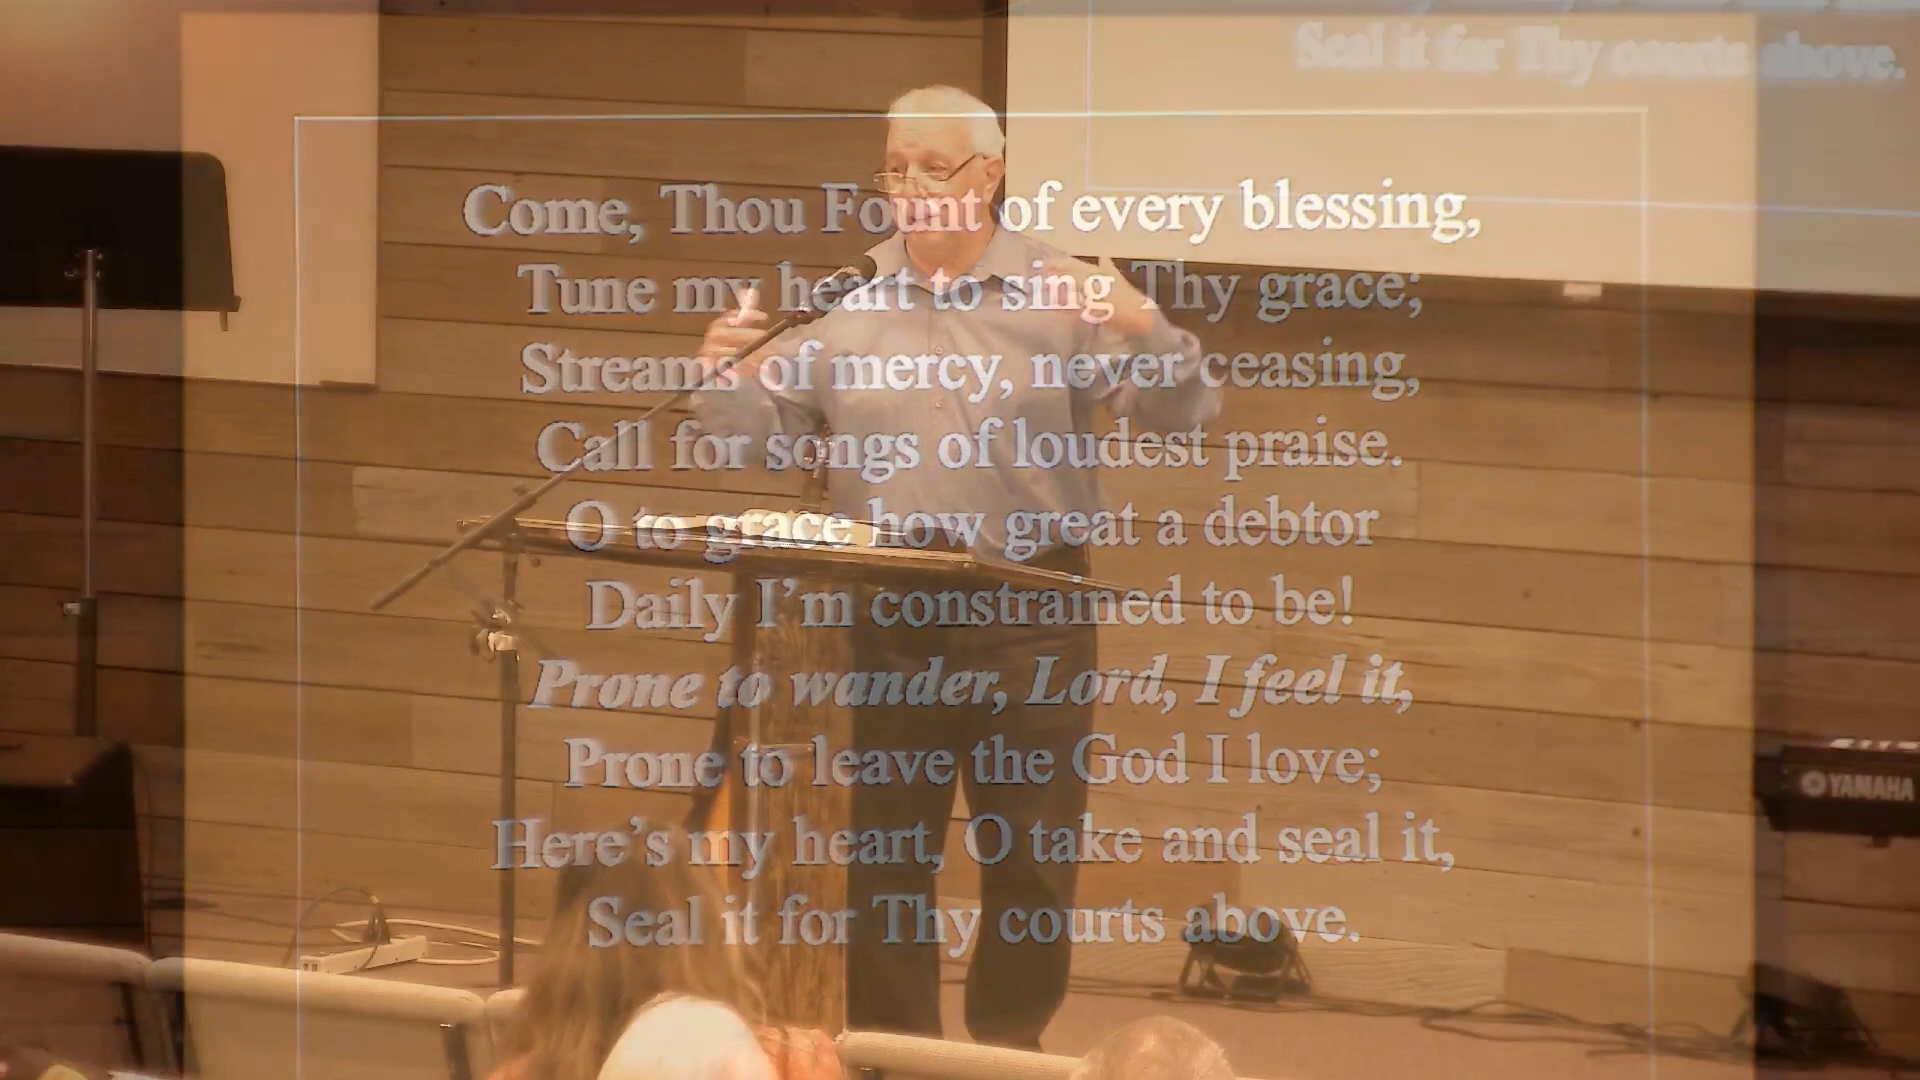 Seal it for Thy courts above.
Come, Thou Fount of every blessing,
Tune my heart to sing Thy grace;
Streams of mercy, never ceasing,
Call for songs of loudest praise.
O to grace how great a debtor
Daily I'm constrained to be!
Prone to wander, Lord, I feel it,
Prone to leave the God I love;
YAMAHA
Here's my heart, O take and seal it,
Seal it for Thy courts above.